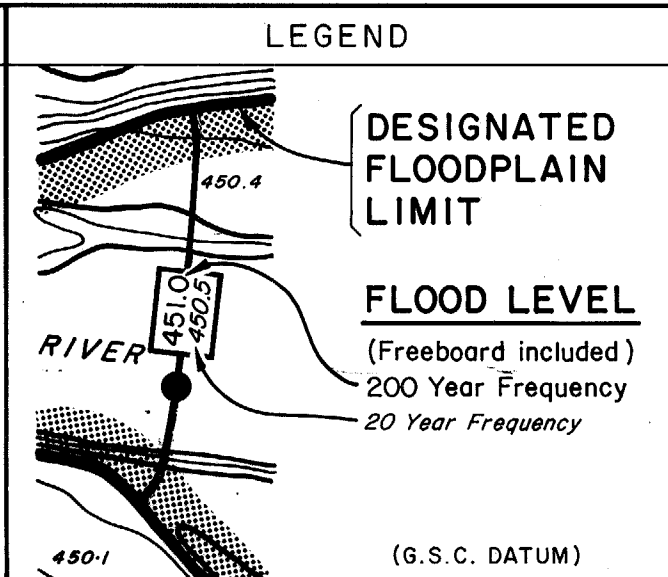 LEGEND
DESIGNATED
FLOODPLAIN
LIMIT
450.4
451.0
450.5
FLOOD LEVEL
(Freeboard included)
200 Year Frequency
20 Year Frequency
RIVER
450.1
(G.S.C. DATUM)